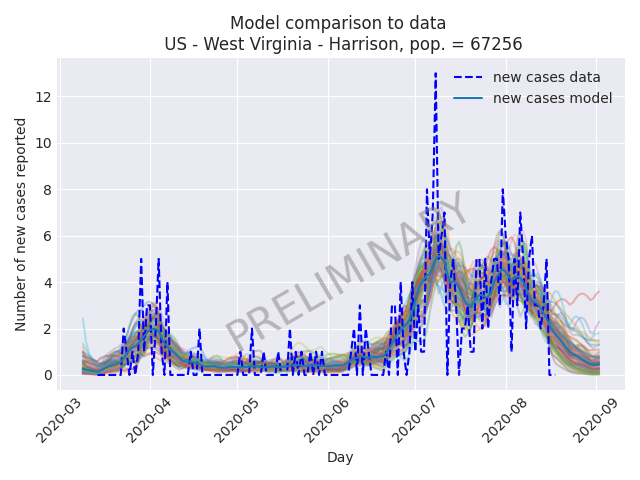 Model comparison to data
US - West Virginia - Harrison, pop. = 67256
new cases data
new cases model
PRELIMINARY
Number of new cases reported
12
10
8
6
4
2
0
2020-03
2020-04
2020-05
2020-06
2020-07
2020-08
2020-09
Day